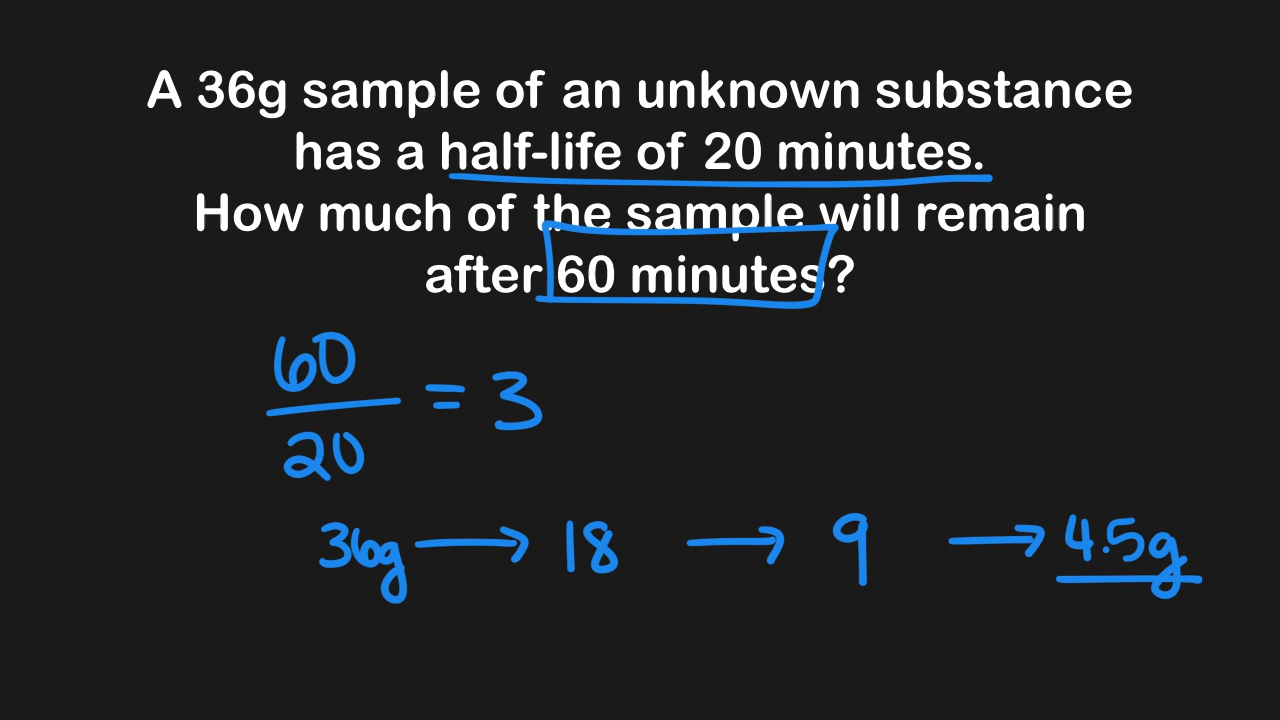 A 36g sample of an unknown substance
has a half-life of 20 minutes.
How much of the sample will remain
after 60 minutes?
60
20
= 3
36g → 18 → 9 → 4.5g